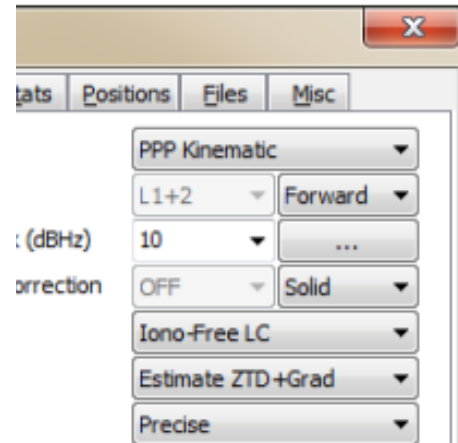 tats Positions Files Misc
PPP Kinematic
L1+2 Forward
(dBHz) 10 ...
orrection OFF Solid
Iono-Free LC
Estimate ZTD+Grad
Precise